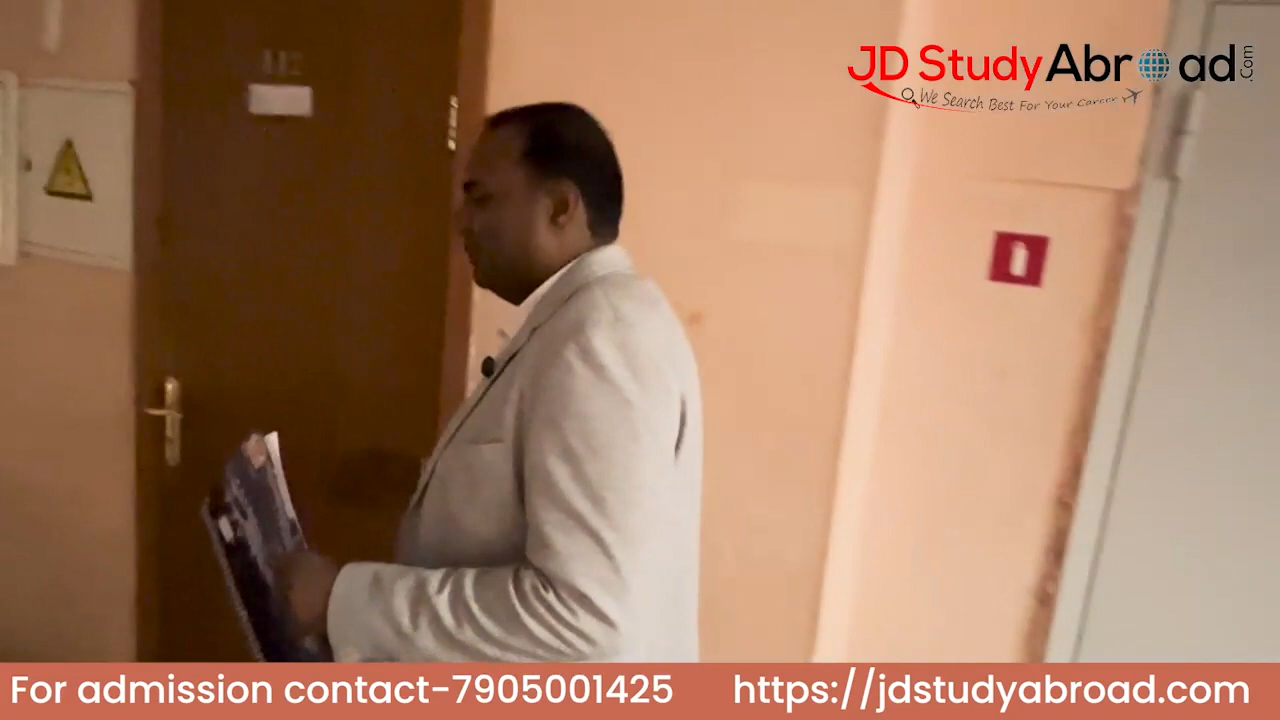 JD StudyAbroad.Com
We Search Best For Your Career
For admission contact-7905001425
https://jdstudyabroad.com